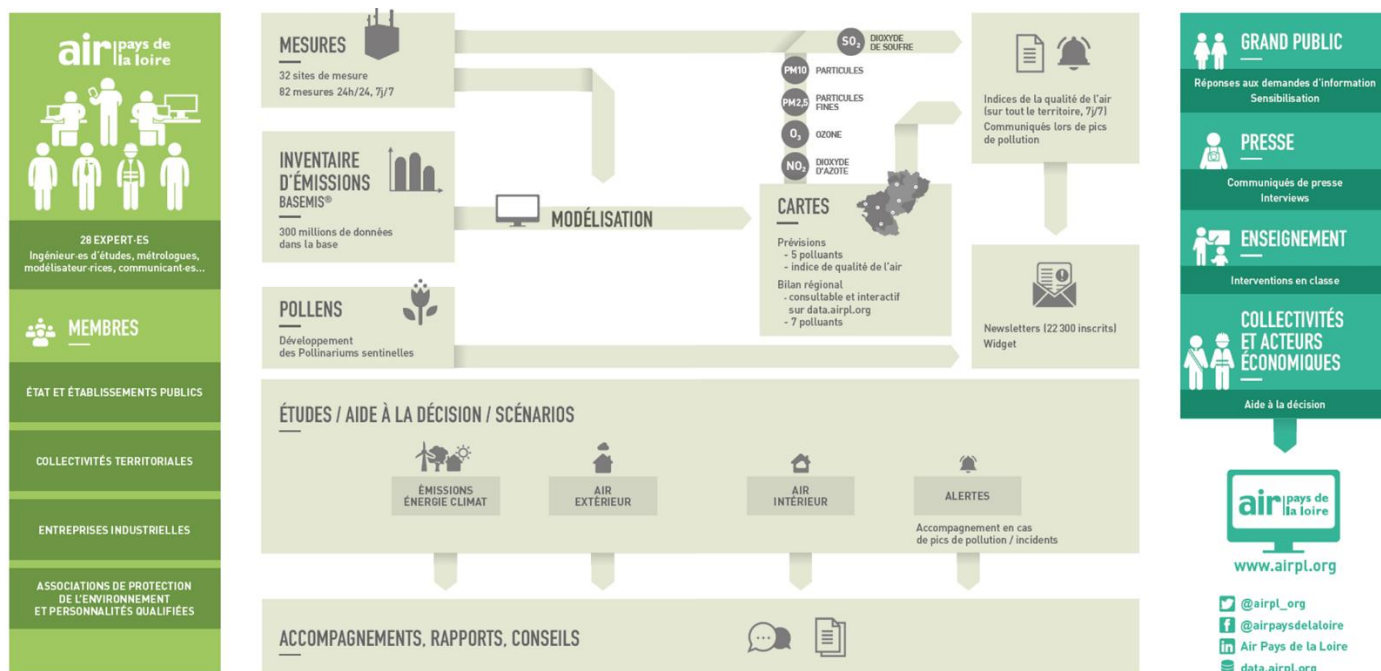 air pays de
la loire
28 EXPERT·ES
Ingénieur·es d'études, métrologues,
modélisateur·rices, communicant·es...
MEMBRES
ÉTAT ET ÉTABLISSEMENTS PUBLICS
COLLECTIVITÉS TERRITORIALES
ENTREPRISES INDUSTRIELLES
ASSOCIATIONS DE PROTECTION
DE L'ENVIRONNEMENT
ET PERSONNALITÉS QUALIFIÉES
MESURES
32 sites de mesure
82 mesures 24h/24, 7j/7
INVENTAIRE
D'ÉMISSIONS
BASEMIS®
300 millions de données
dans la base
POLLENS
Développement
des Pollinariums sentinelles
MODÉLISATION
SO₂ DIOXYDE
DE SOUFRE
PM10 PARTICULES
PM2,5 PARTICULES
FINES
O₃ OZONE
NO₂ DIOXYDE
D'AZOTE
CARTES
Prévisions
- 5 polluants
- indice de qualité de l'air
Bilan régional
- consultable et interactif
sur data.airpl.org
- 7 polluants
Indices de la qualité de l'air
(sur tout le territoire, 7j/7)
Communiqués lors de pics
de pollution
Newsletters (22 300 inscrits)
Widget
ÉTUDES / AIDE À LA DÉCISION / SCÉNARIOS
ÉMISSIONS
ÉNERGIE CLIMAT
AIR
EXTÉRIEUR
AIR
INTÉRIEUR
ALERTES
Accompagnement en cas
de pics de pollution / incidents
ACCOMPAGNEMENTS, RAPPORTS, CONSEILS
GRAND PUBLIC
Réponses aux demandes d'information
Sensibilisation
PRESSE
Communiqués de presse
Interviews
ENSEIGNEMENT
Interventions en classe
COLLECTIVITÉS
ET ACTEURS
ÉCONOMIQUES
Aide à la décision
air pays de
la loire
www.airpl.org
@airpl_org
@airpaysdelaloire
Air Pays de la Loire
data.airpl.org